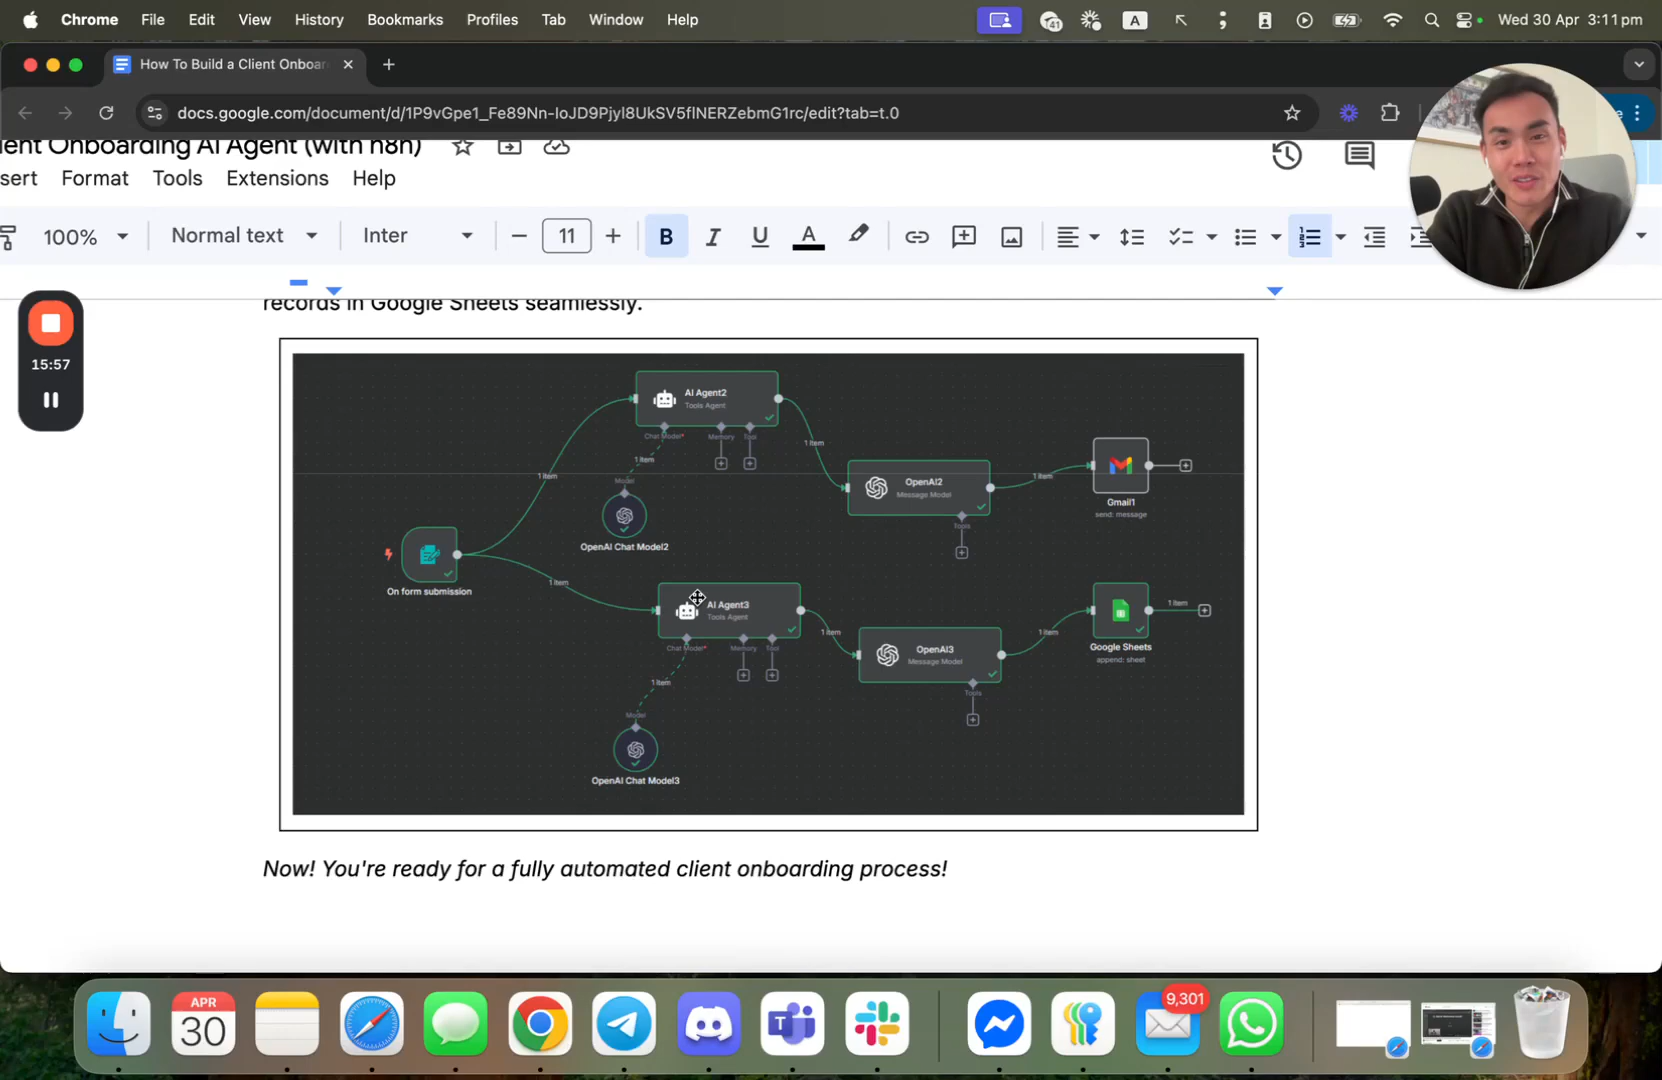 Chrome File Edit View History Bookmarks Profiles Tab Window Help 41 A Wed 30 Apr 3:11 pm
How To Build a Client Onboar
docs.google.com/document/d/1P9vGpe1_Fe89Nn-IoJD9Pjyl8UkSV5flNERZebmG1rc/edit?tab=t.0
ient Onboarding AI Agent (with n8n)
sert Format Tools Extensions Help
100% Normal text Inter 11 B I U A
records in Google Sheets seamlessly.
15:57
AI Agent2
Tools Agent
Chat Model* Memory Tool
1 item
1 item
1 item
Model
OpenAI Chat Model2
OpenAI2
Message Model
Tools
1 item
Gmail1
send: message
On form submission
1 item
AI Agent3
Tools Agent
Chat Model* Memory Tool
1 item
1 item
Model
OpenAI Chat Model3
OpenAI3
Message Model
Tools
1 item
1 item
Google Sheets
append: sheet
Now! You're ready for a fully automated client onboarding process!
APR
30
9,301